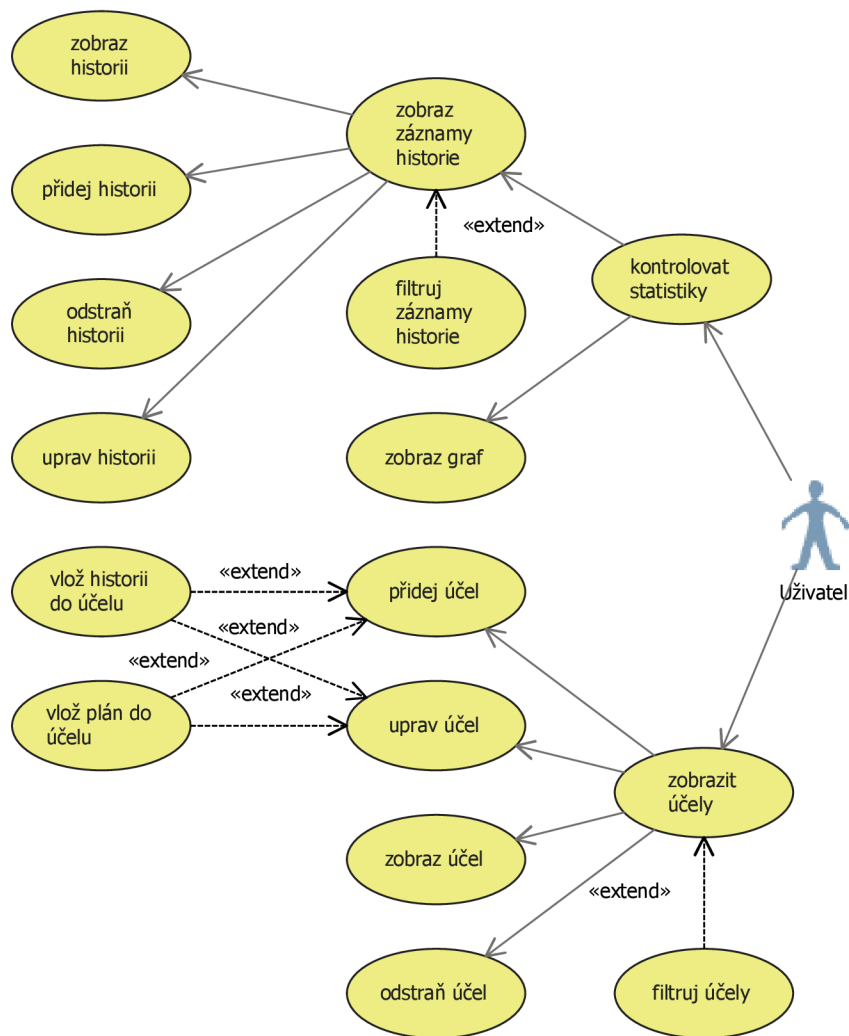 zobraz
historii
zobraz
záznamy
historie
přidej historii
«extend»
kontrolovat
statistiky
odstraň
historii
filtruj
záznamy
historie
uprav historii
zobraz graf
Uživatel
vlož historii
do účelu
«extend»
přidej účel
«extend»
«extend»
vlož plán do
účelu
«extend»
uprav účel
zobrazit
účely
zobraz účel
«extend»
odstraň účel
filtruj účely